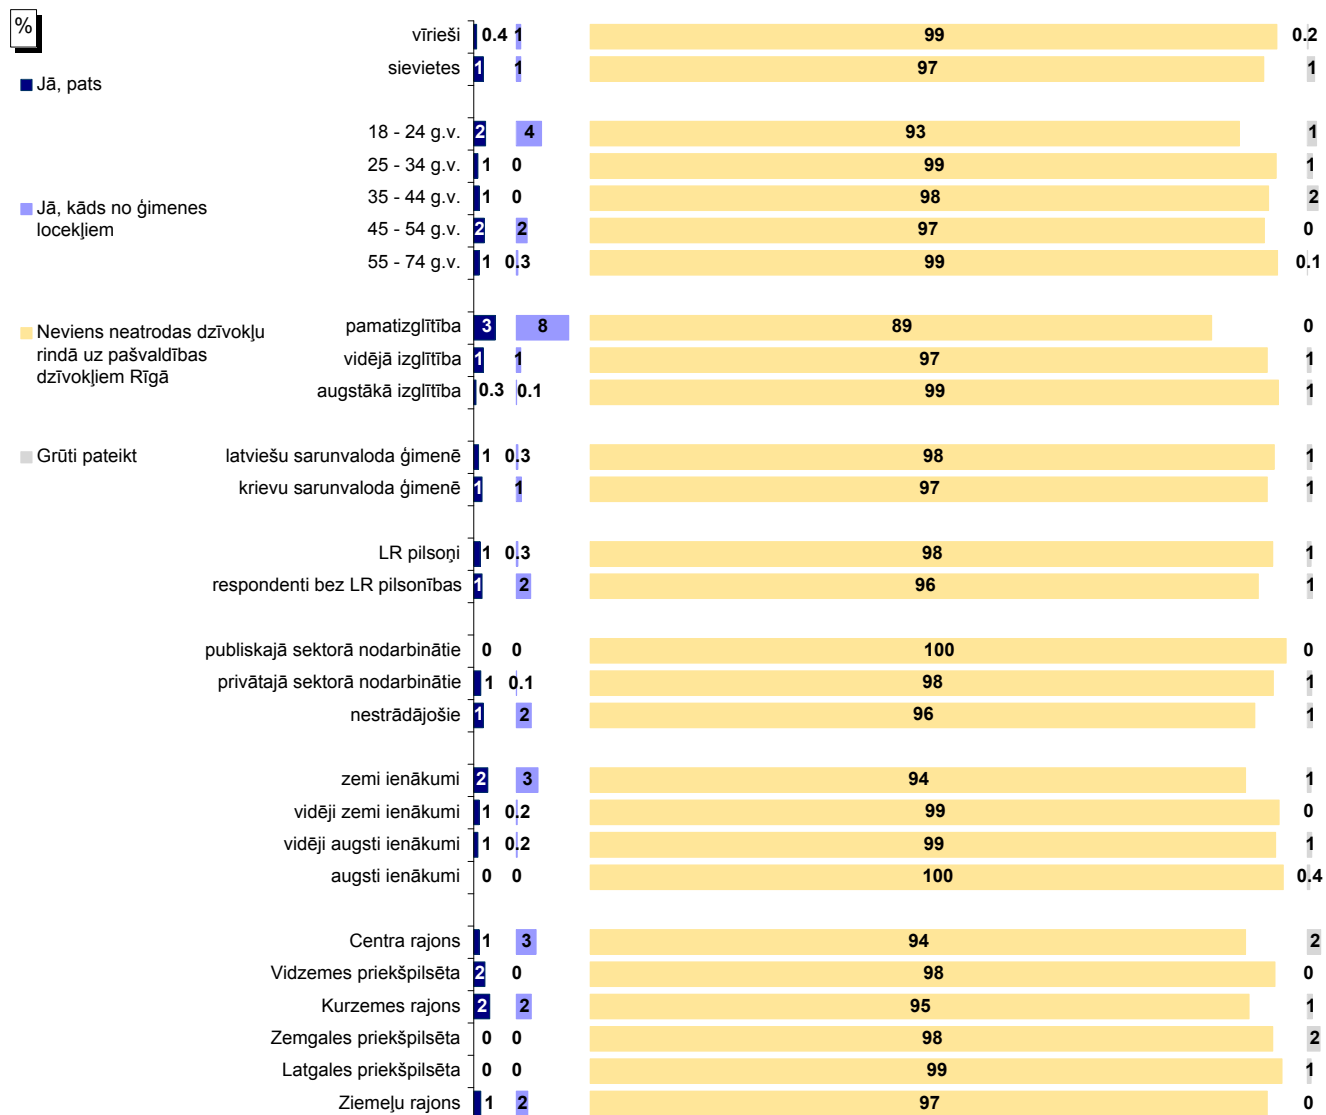 %
Jā, pats
Jā, kāds no ģimenes
locekļiem
Neviens neatrodas dzīvokļu
rindā uz pašvaldības
dzīvokļiem Rīgā
Grūti pateikt
vīrieši 0.4 1 99 0.2
sievietes 1 1 97 1
18 - 24 g.v. 2 4 93 1
25 - 34 g.v. 1 0 99 1
35 - 44 g.v. 1 0 98 2
45 - 54 g.v. 2 2 97 0
55 - 74 g.v. 1 0.3 99 0.1
pamatizglītība 3 8 89 0
vidējā izglītība 1 1 97 1
augstākā izglītība 0.3 0.1 99 1
latviešu sarunvaloda ģimenē 1 0.3 98 1
krievu sarunvaloda ģimenē 1 1 97 1
LR pilsoņi 1 0.3 98 1
respondenti bez LR pilsonības 1 2 96 1
publiskajā sektorā nodarbinātie 0 0 100 0
privātajā sektorā nodarbinātie 1 0.1 98 1
nestrādājošie 1 2 96 1
zemi ienākumi 2 3 94 1
vidēji zemi ienākumi 1 0.2 99 0
vidēji augsti ienākumi 1 0.2 99 1
augsti ienākumi 0 0 100 0.4
Centra rajons 1 3 94 2
Vidzemes priekšpilsēta 2 0 98 0
Kurzemes rajons 2 2 95 1
Zemgales priekšpilsēta 0 0 98 2
Latgales priekšpilsēta 0 0 99 1
Ziemeļu rajons 1 2 97 0